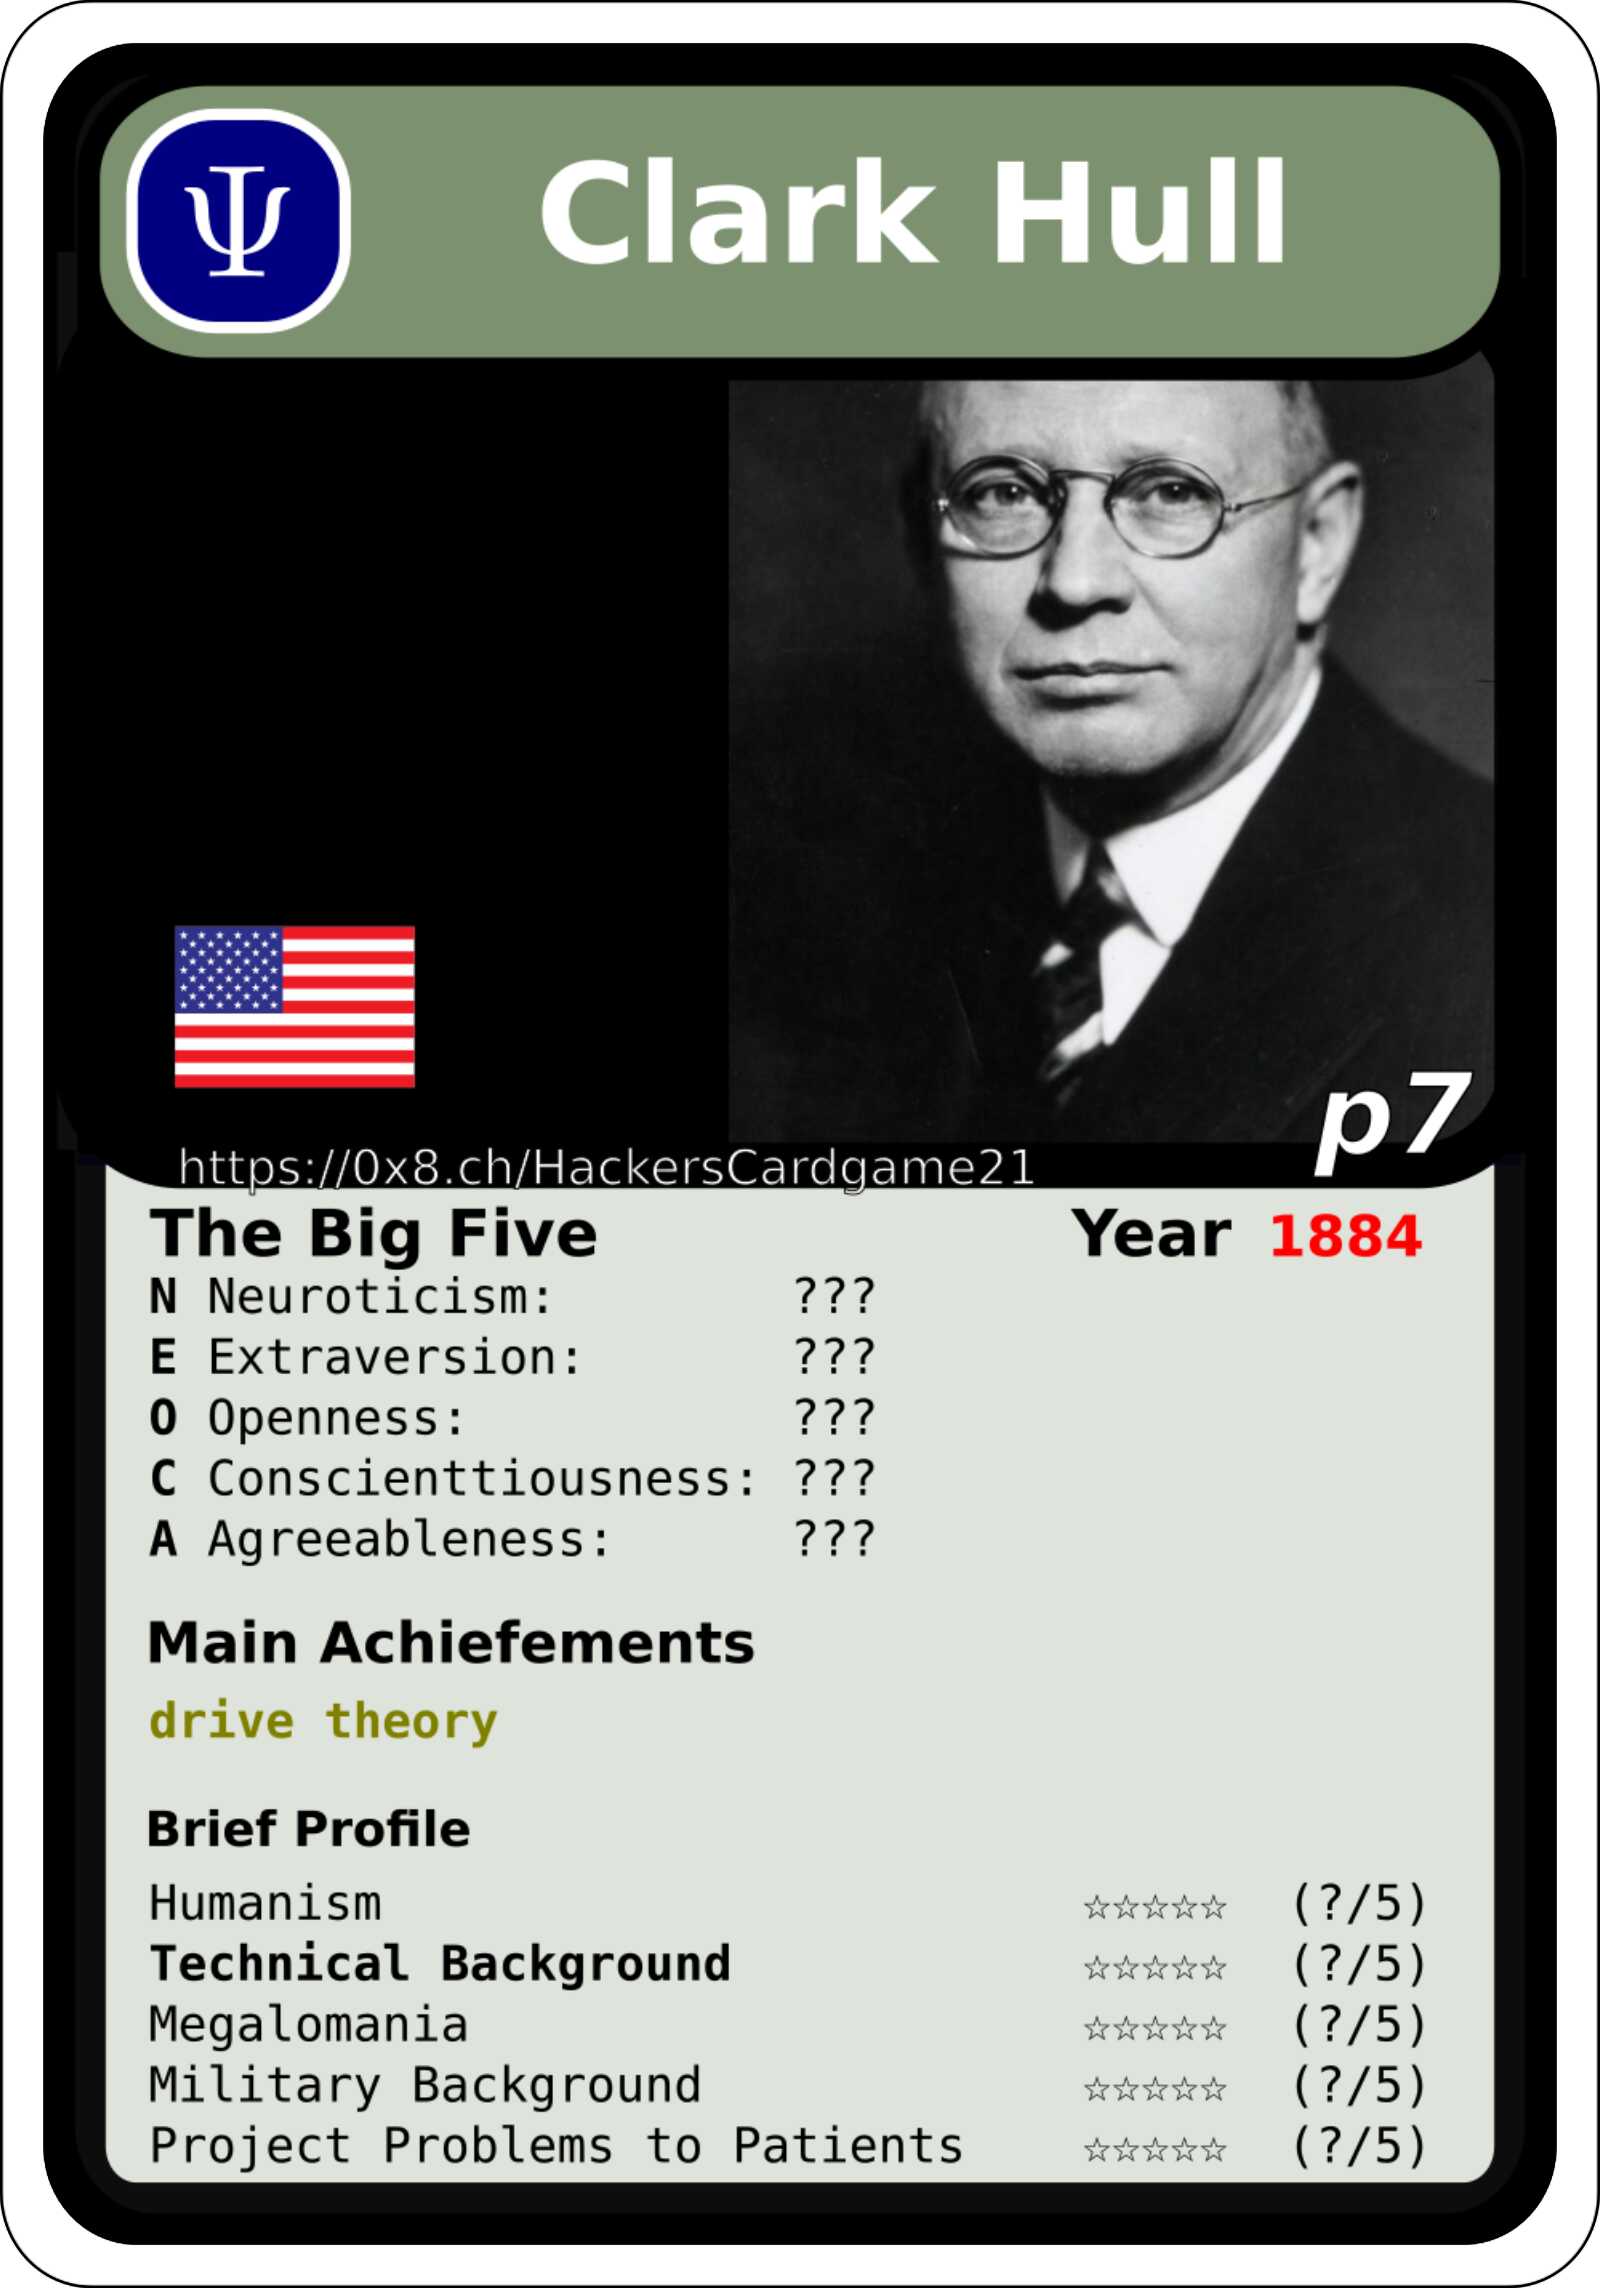 Ψ Clark Hull
p7
https://0x8.ch/HackersCardgame21
The Big Five Year 1884
N Neuroticism: ???
E Extraversion: ???
O Openness: ???
C Conscienttiousness: ???
A Agreeableness: ???
Main Achiefements
drive theory
Brief Profile
Humanism ☆☆☆☆☆ (?/5)
Technical Background ☆☆☆☆☆ (?/5)
Megalomania ☆☆☆☆☆ (?/5)
Military Background ☆☆☆☆☆ (?/5)
Project Problems to Patients ☆☆☆☆☆ (?/5)